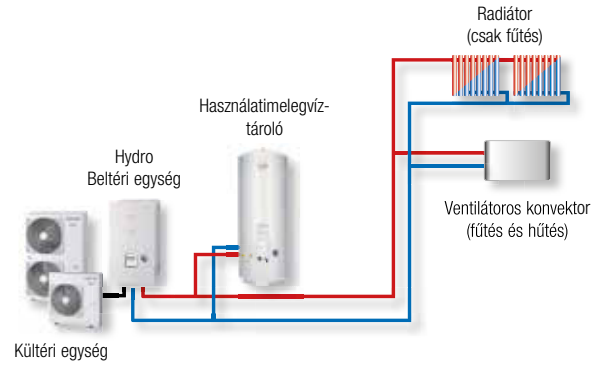 Radiátor
(csak fűtés)
Használatimelegvíz-
tároló
Hydro
Beltéri egység
Ventilátoros konvektor
(fűtés és hűtés)
Kültéri egység